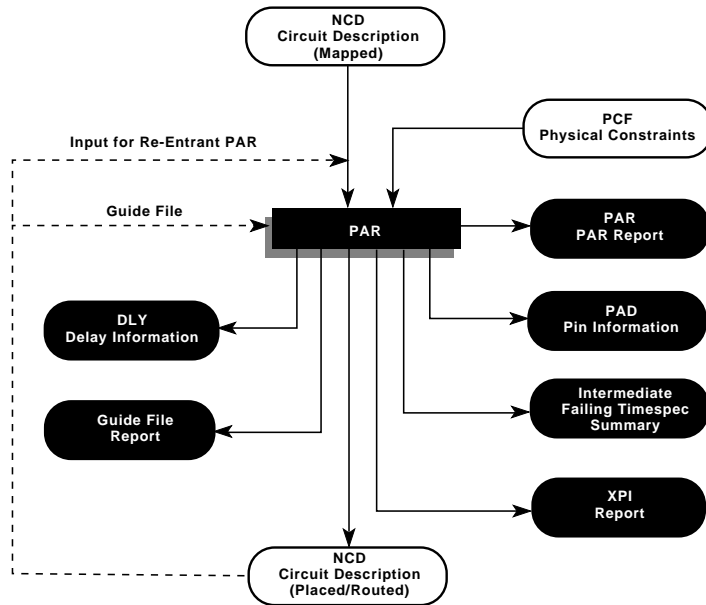 NCD
Circuit Description
(Mapped)
PCF
Physical Constraints
Input for Re-Entrant PAR
Guide File
PAR
PAR
PAR Report
DLY
Delay Information
PAD
Pin Information
Guide File
Report
Intermediate
Failing Timespec
Summary
XPI
Report
NCD
Circuit Description
(Placed/Routed)